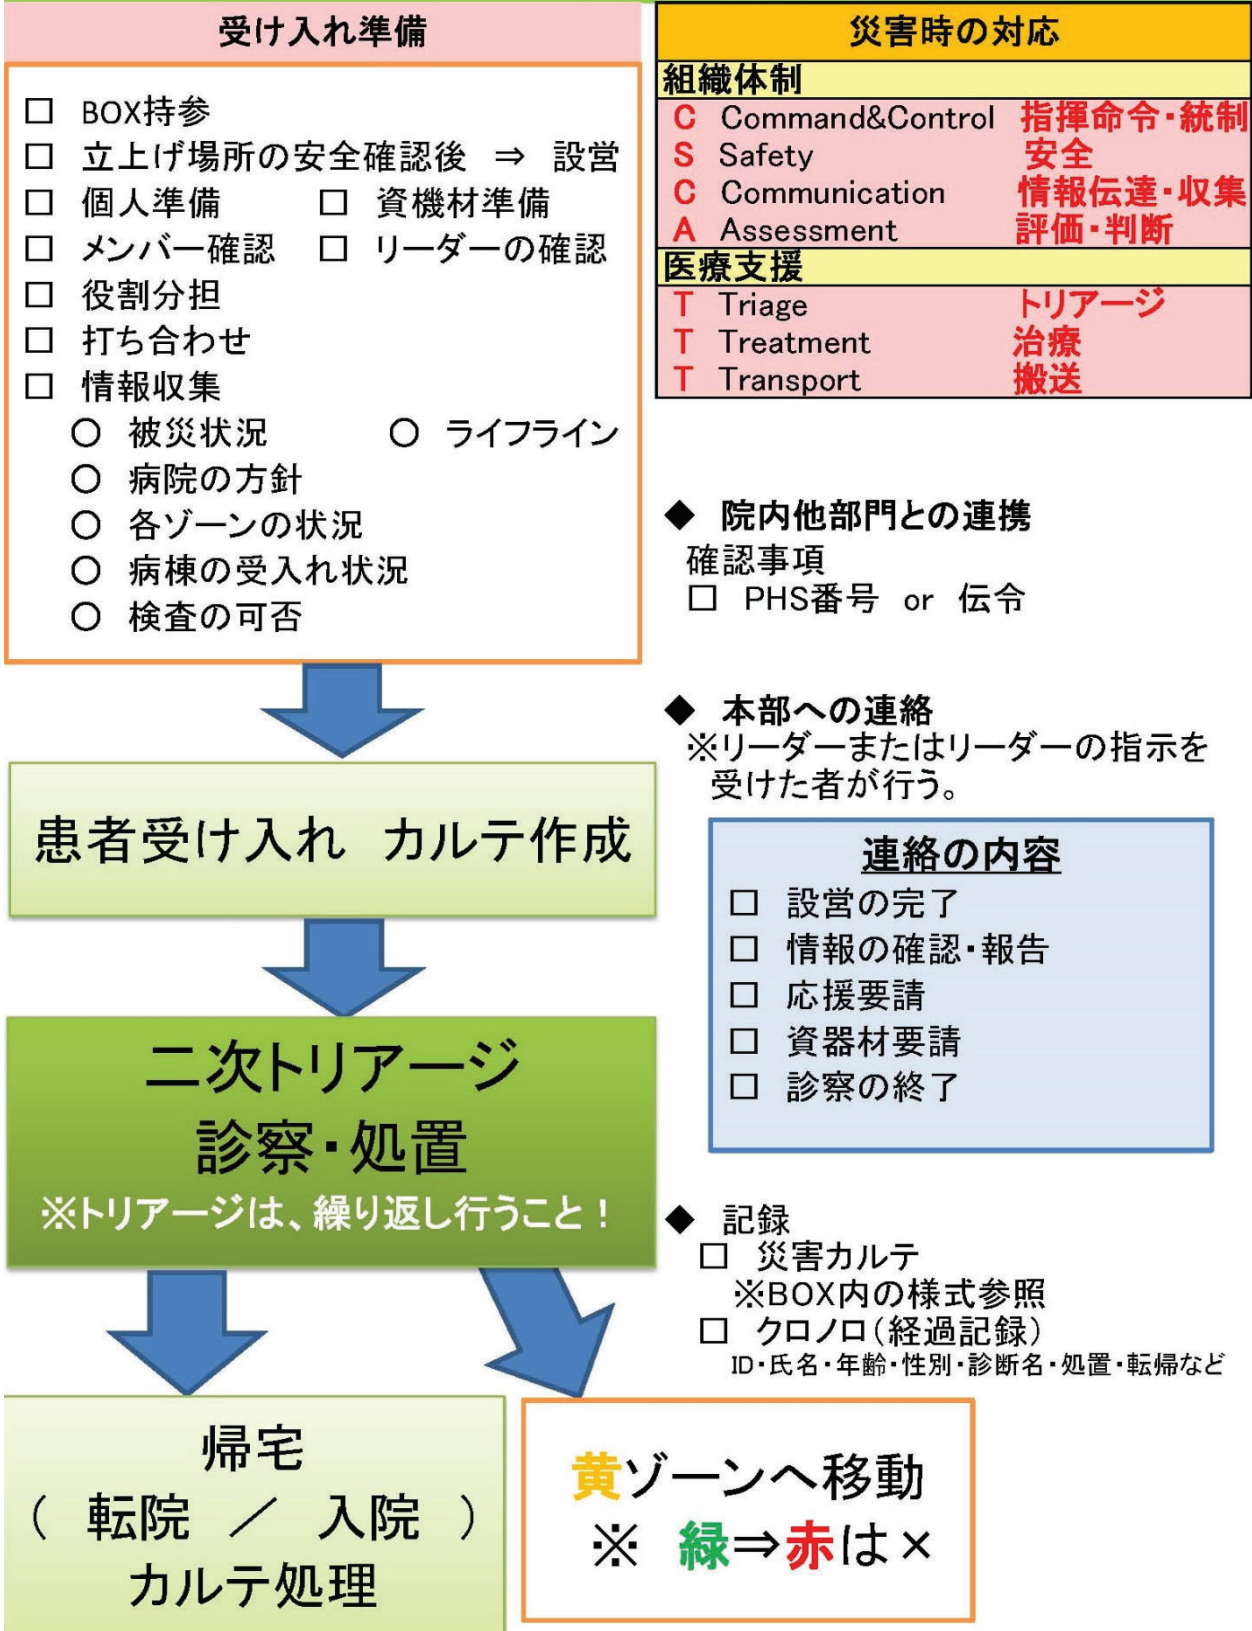 受け入れ準備
□ BOX持参
□ 立上げ場所の安全確認後 ⇒ 設営
□ 個人準備 □ 資機材準備
□ メンバー確認 □ リーダーの確認
□ 役割分担
□ 打ち合わせ
□ 情報収集
○ 被災状況 ○ ライフライン
○ 病院の方針
○ 各ゾーンの状況
○ 病棟の受入れ状況
○ 検査の可否
患者受け入れ カルテ作成
二次トリアージ
診察・処置
※トリアージは、繰り返し行うこと！
帰宅
（ 転院 ／ 入院 ）
カルテ処理
黄ゾーンへ移動
※ 緑⇒赤は×
災害時の対応
組織体制
C Command&Control 指揮命令・統制
S Safety 安全
C Communication 情報伝達・収集
A Assessment 評価・判断
医療支援
T Triage トリアージ
T Treatment 治療
T Transport 搬送
◆ 院内他部門との連携
確認事項
□ PHS番号 or 伝令
◆ 本部への連絡
※リーダーまたはリーダーの指示を
受けた者が行う。
連絡の内容
□ 設営の完了
□ 情報の確認・報告
□ 応援要請
□ 資器材要請
□ 診察の終了
◆ 記録
□ 災害カルテ
※BOX内の様式参照
□ クロノロ（経過記録）
ID・氏名・年齢・性別・診断名・処置・転帰など